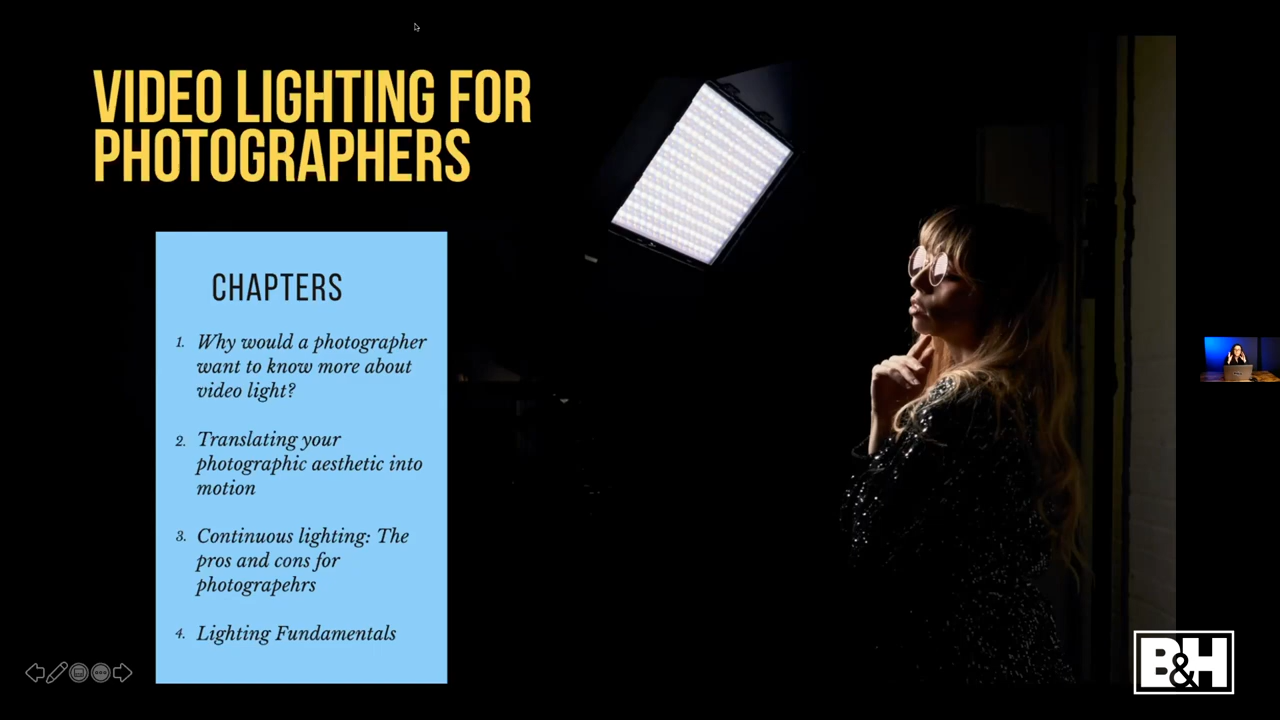 VIDEO LIGHTING FOR
PHOTOGRAPHERS
CHAPTERS
1. Why would a photographer
want to know more about
video light?
2. Translating your
photographic aesthetic into
motion
3. Continuous lighting: The
pros and cons for
photograpehrs
4. Lighting Fundamentals
B&H